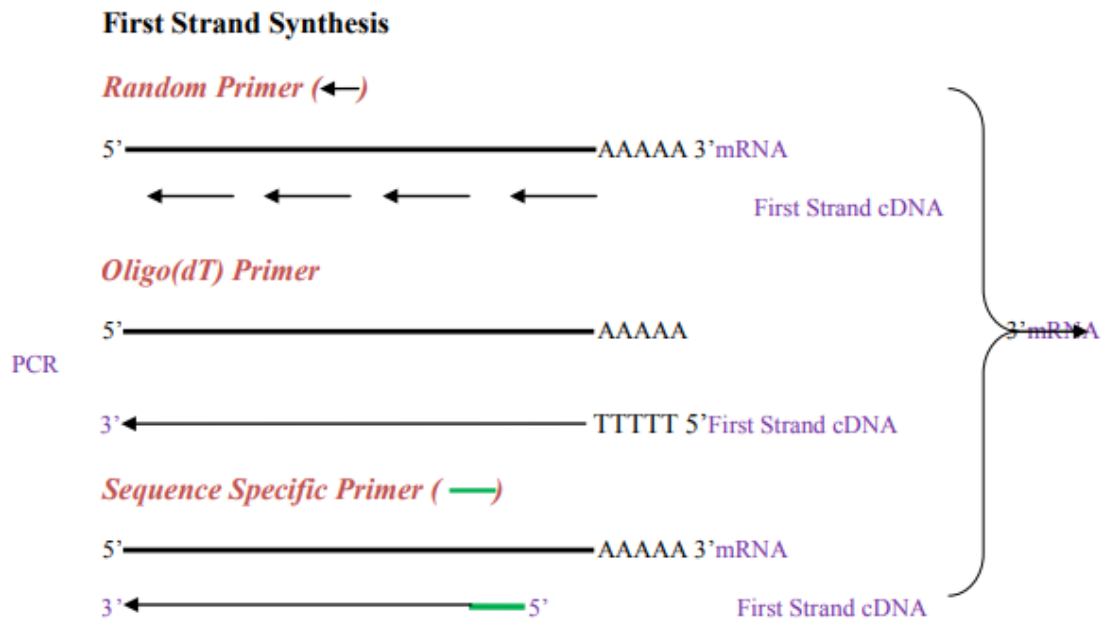 First Strand Synthesis
Random Primer ( )
5’ AAAAA 3’mRNA
First Strand cDNA
Oligo(dT) Primer
5’ AAAAA 3’mRNA
PCR
3’ TTTTT 5’First Strand cDNA
Sequence Specific Primer ( )
5’ AAAAA 3’mRNA
3’ 5’ First Strand cDNA